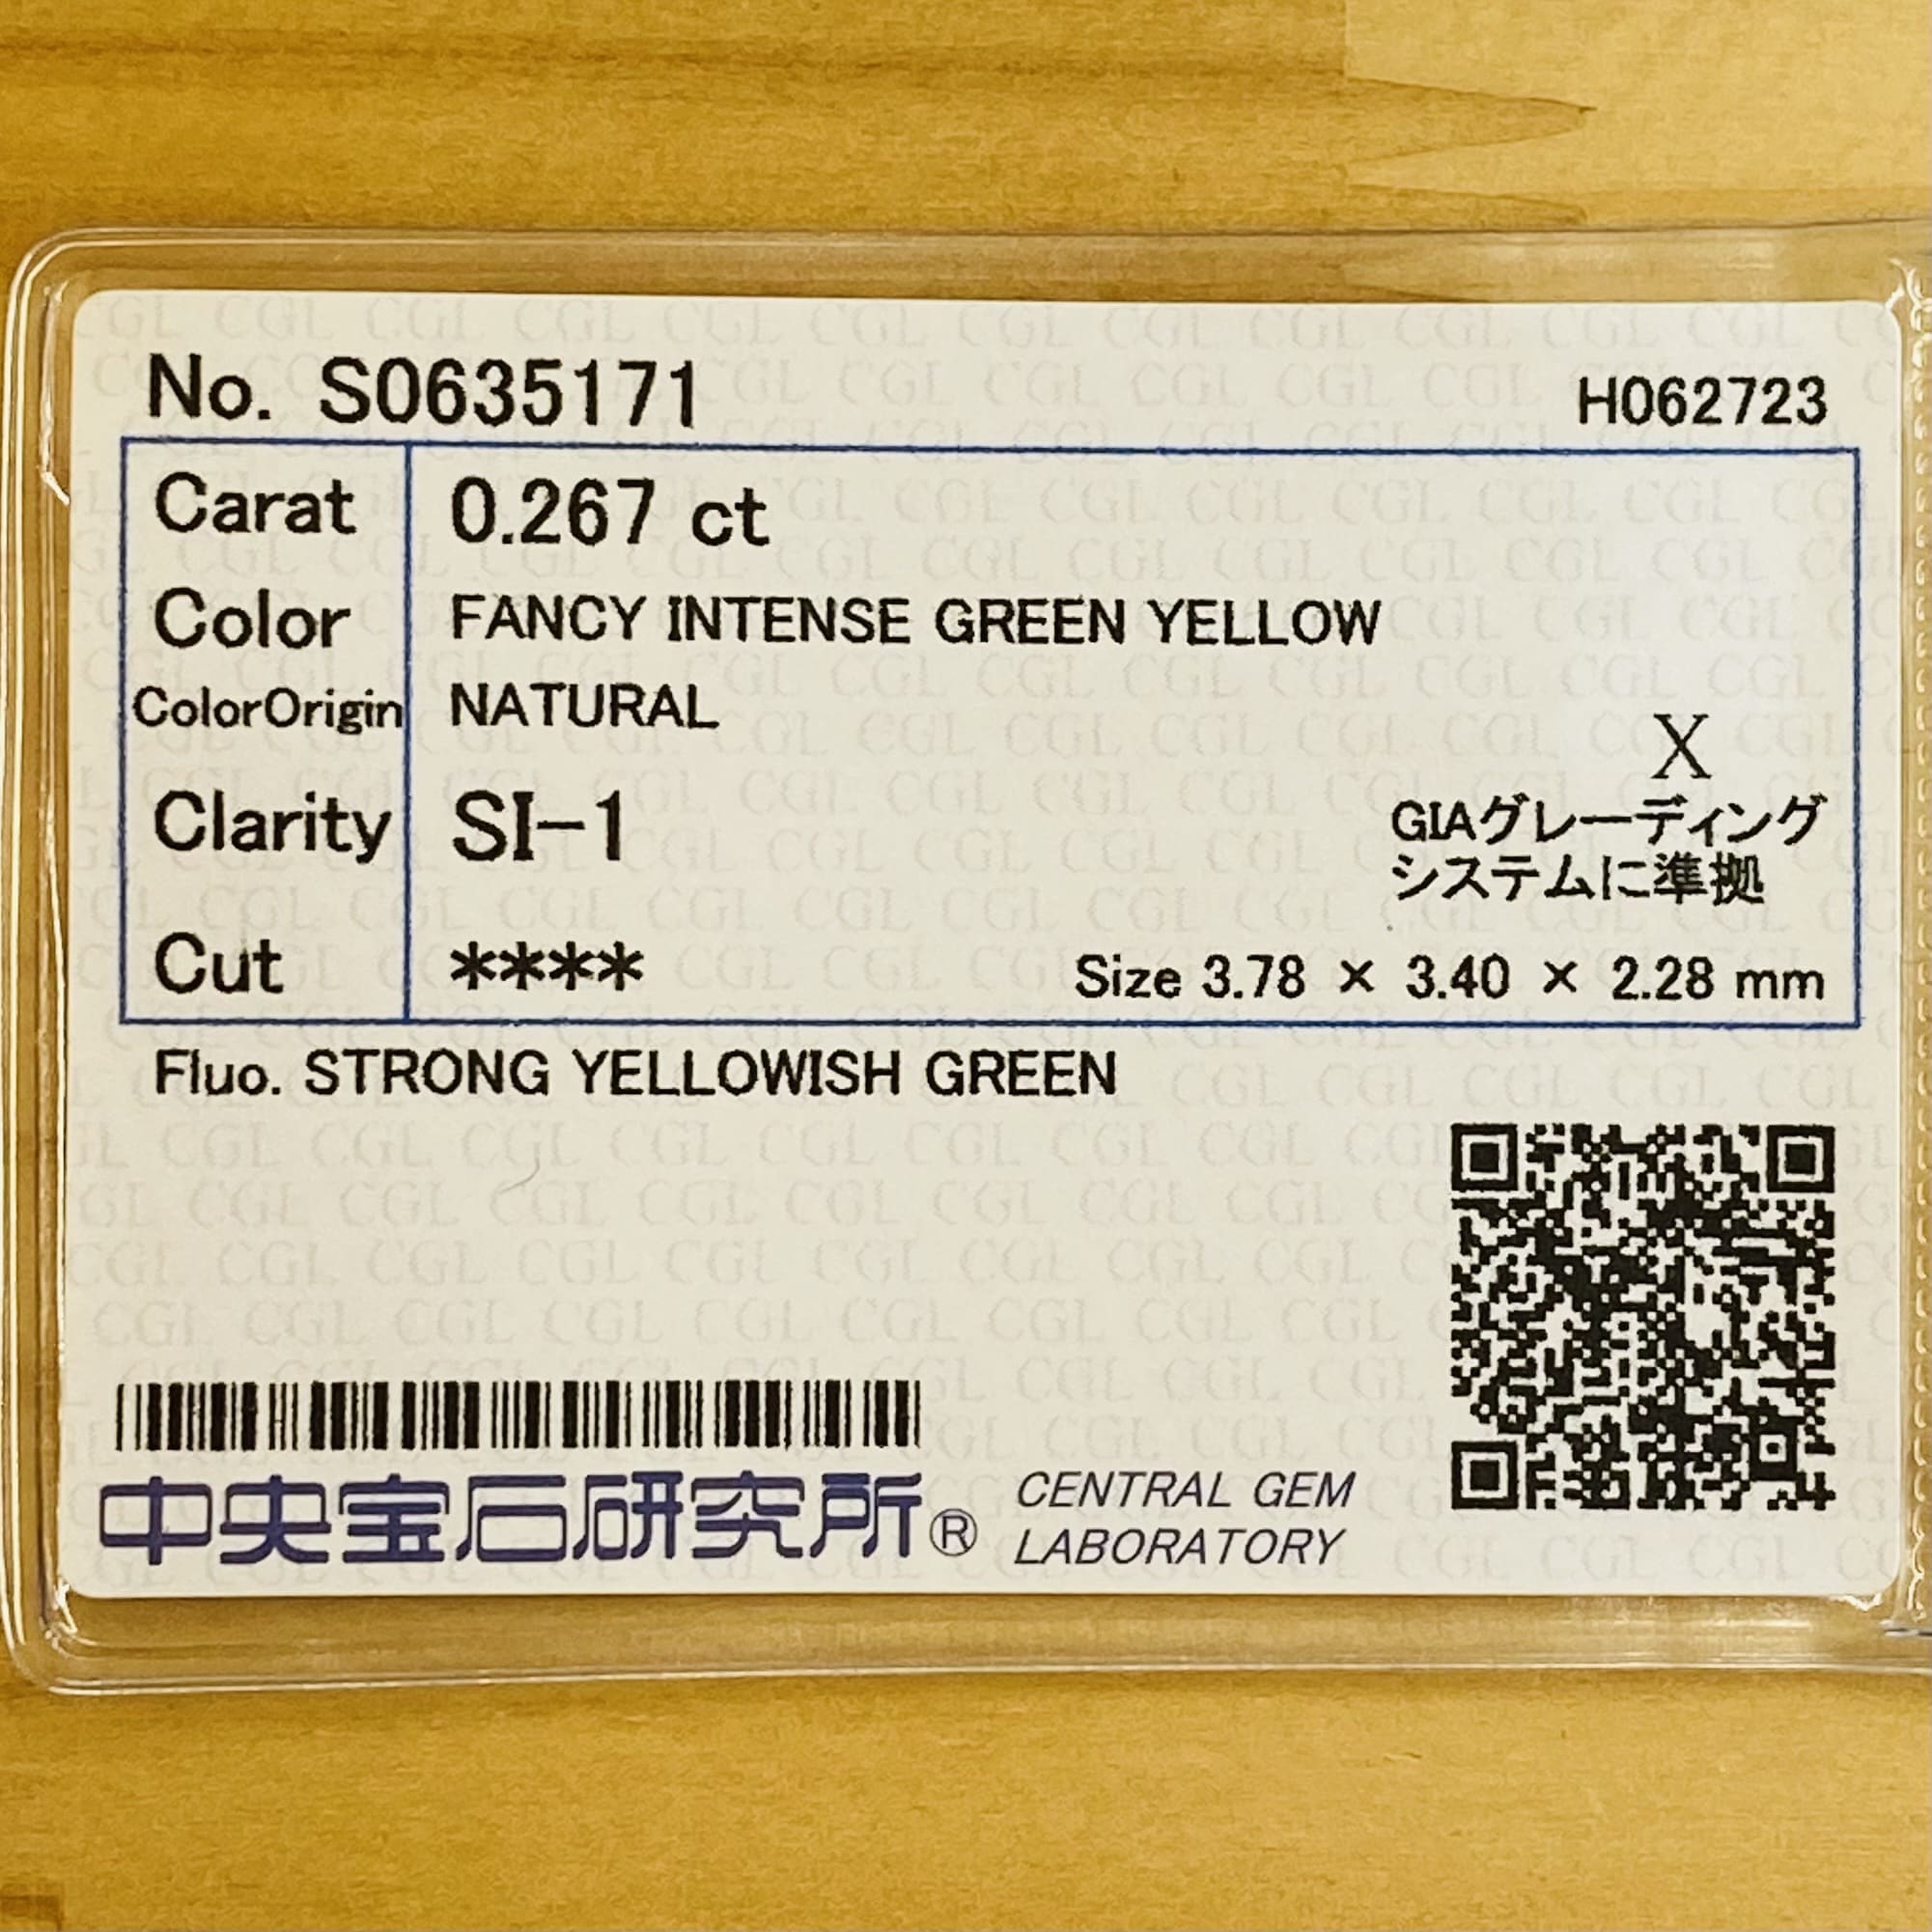 No. S0635171
H062723
Carat 0.267 ct
Color FANCY INTENSE GREEN YELLOW
ColorOrigin NATURAL
X
Clarity SI-1
GIAグレーディング
システムに準拠
Cut ****
Size 3.78 × 3.40 × 2.28 mm
Fluo. STRONG YELLOWISH GREEN
中央宝石研究所®
CENTRAL GEM
LABORATORY